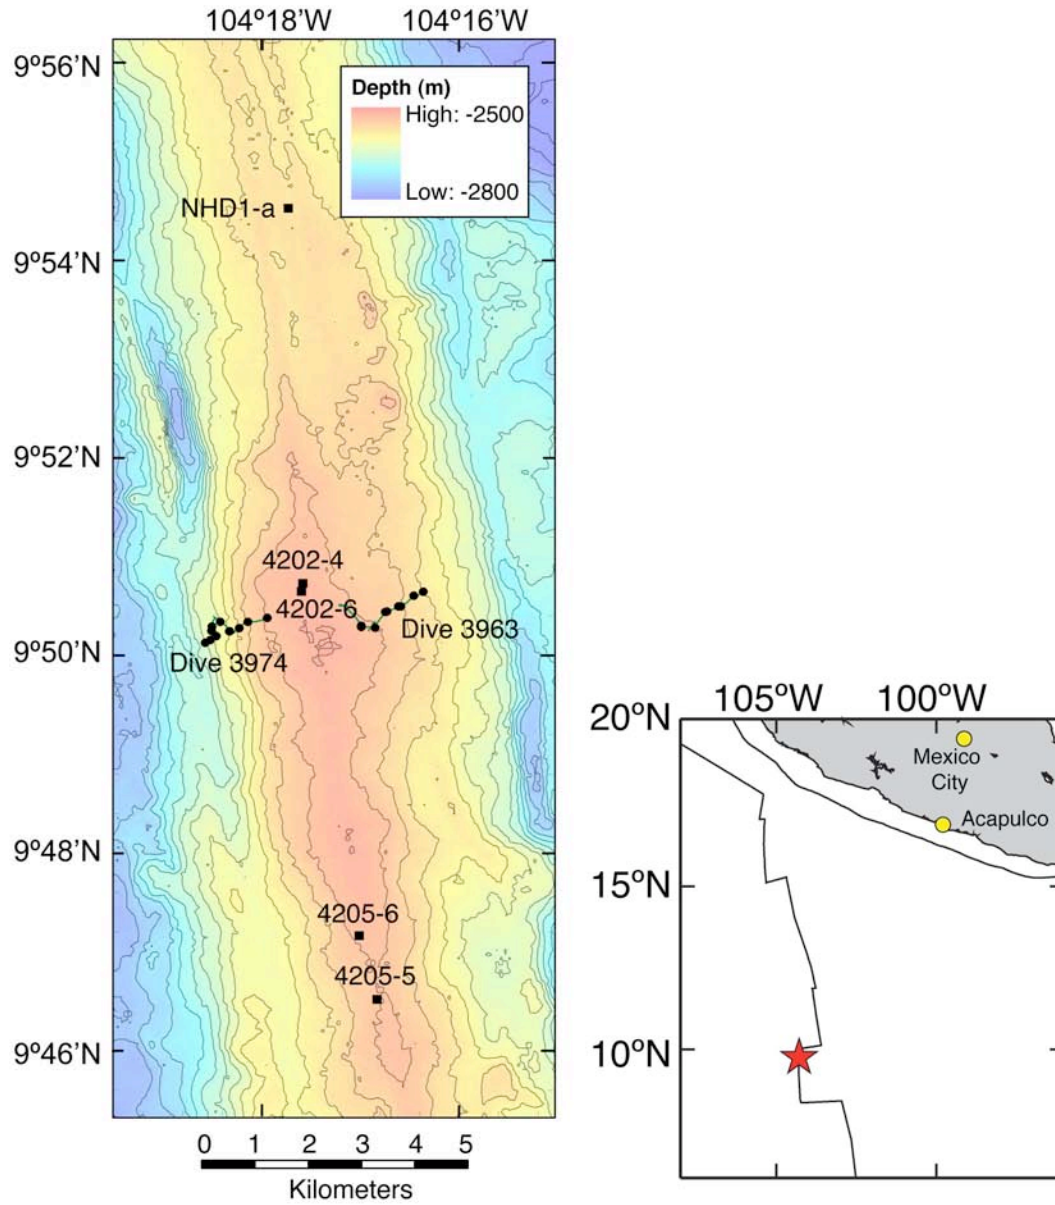 104º18'W 104º16'W
9º56'N
Depth (m)
High: -2500
Low: -2800
NHD1-a
9º54'N
9º52'N
4202-4
4202-6
Dive 3963
9º50'N
Dive 3974
9º48'N
4205-6
4205-5
9º46'N
0 1 2 3 4 5
Kilometers
105ºW 100ºW
20ºN
Mexico
City
Acapulco
15ºN
10ºN